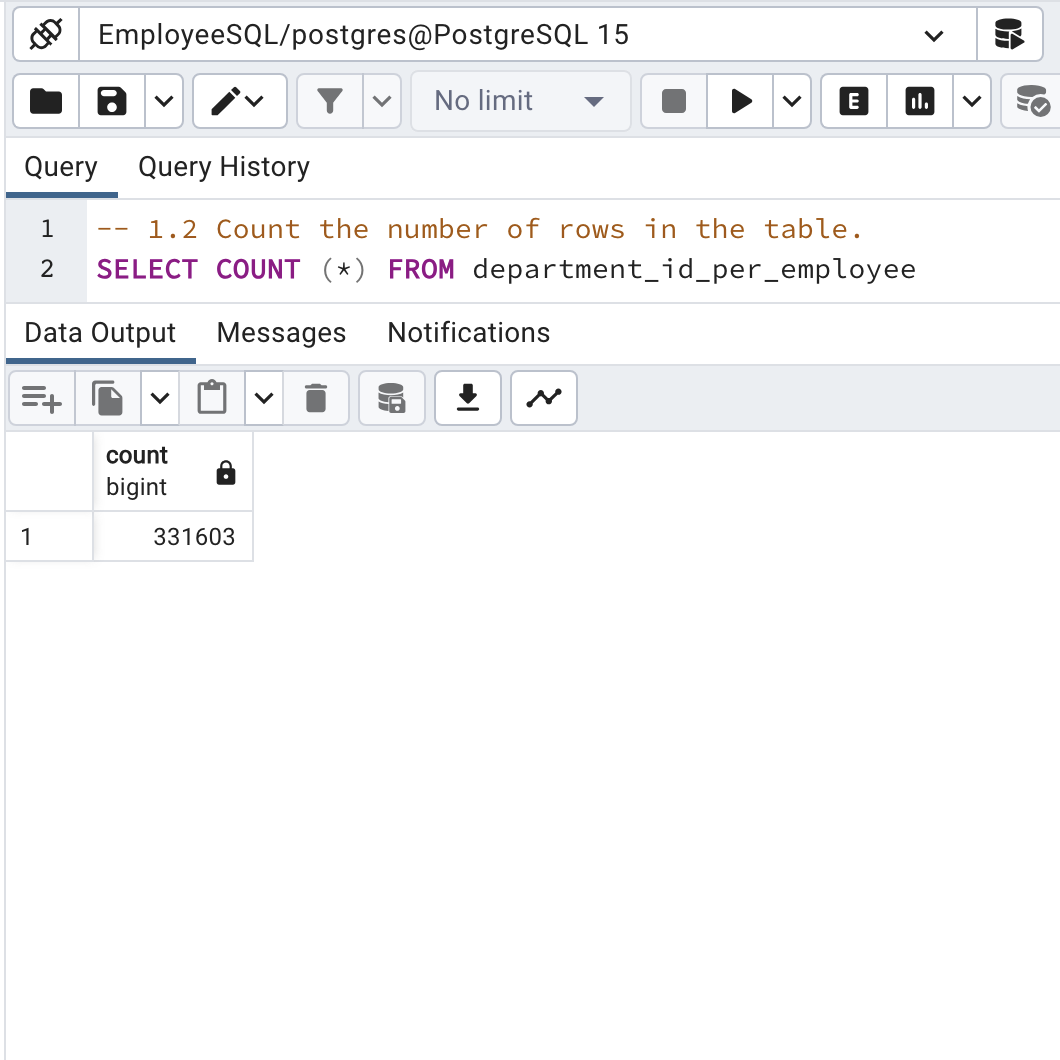 EmployeeSQL/postgres@PostgreSQL 15
No limit
E
Query Query History
1 -- 1.2 Count the number of rows in the table.
2 SELECT COUNT (*) FROM department_id_per_employee
Data Output Messages Notifications
count
bigint
1 331603